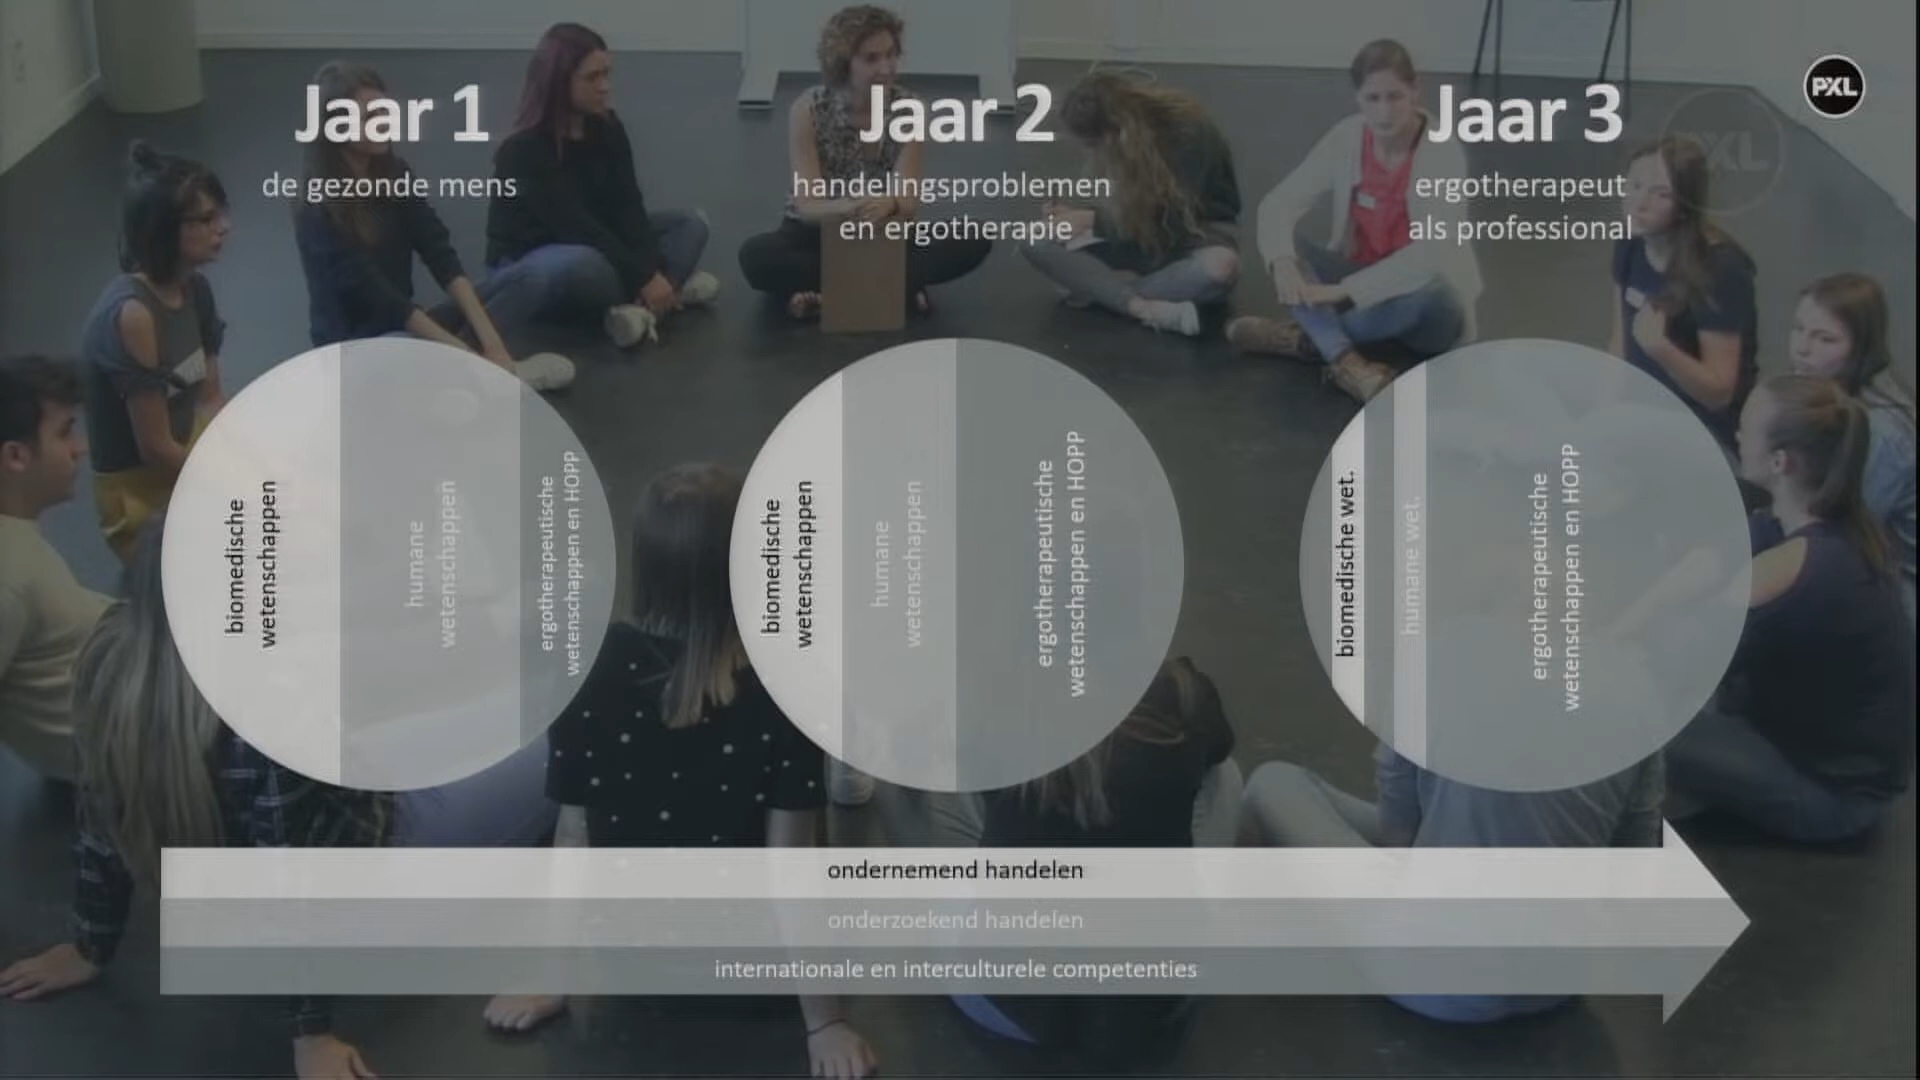 Jaar 1
de gezonde mens
Jaar 2
handelingsproblemen
en ergotherapie
Jaar 3
ergotherapeut
als professional
PXL
PXL
biomedische
wetenschappen
humane
wetenschappen
ergotherapeutische
wetenschappen en HOPP
biomedische
wetenschappen
humane
wetenschappen
ergotherapeutische
wetenschappen en HOPP
biomedische wet.
humane wet.
ergotherapeutische
wetenschappen en HOPP
ondernemend handelen
onderzoekend handelen
internationale en interculturele competenties